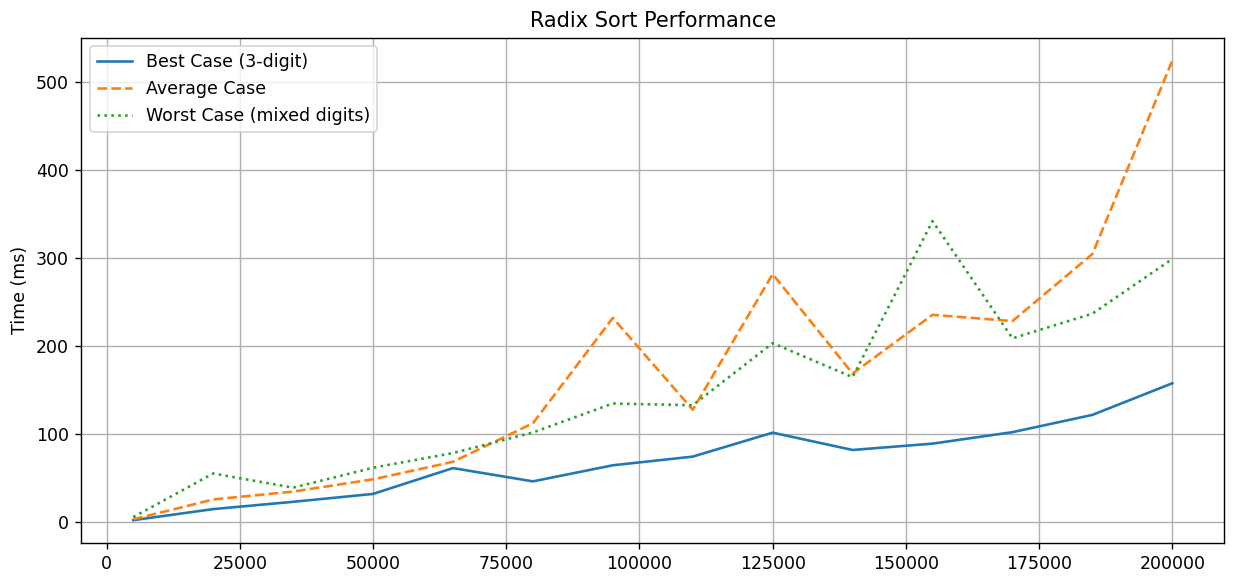 Radix Sort Performance
Best Case (3-digit)
Average Case
Worst Case (mixed digits)
500
400
300
200
100
0
Time (ms)
0 25000 50000 75000 100000 125000 150000 175000 200000